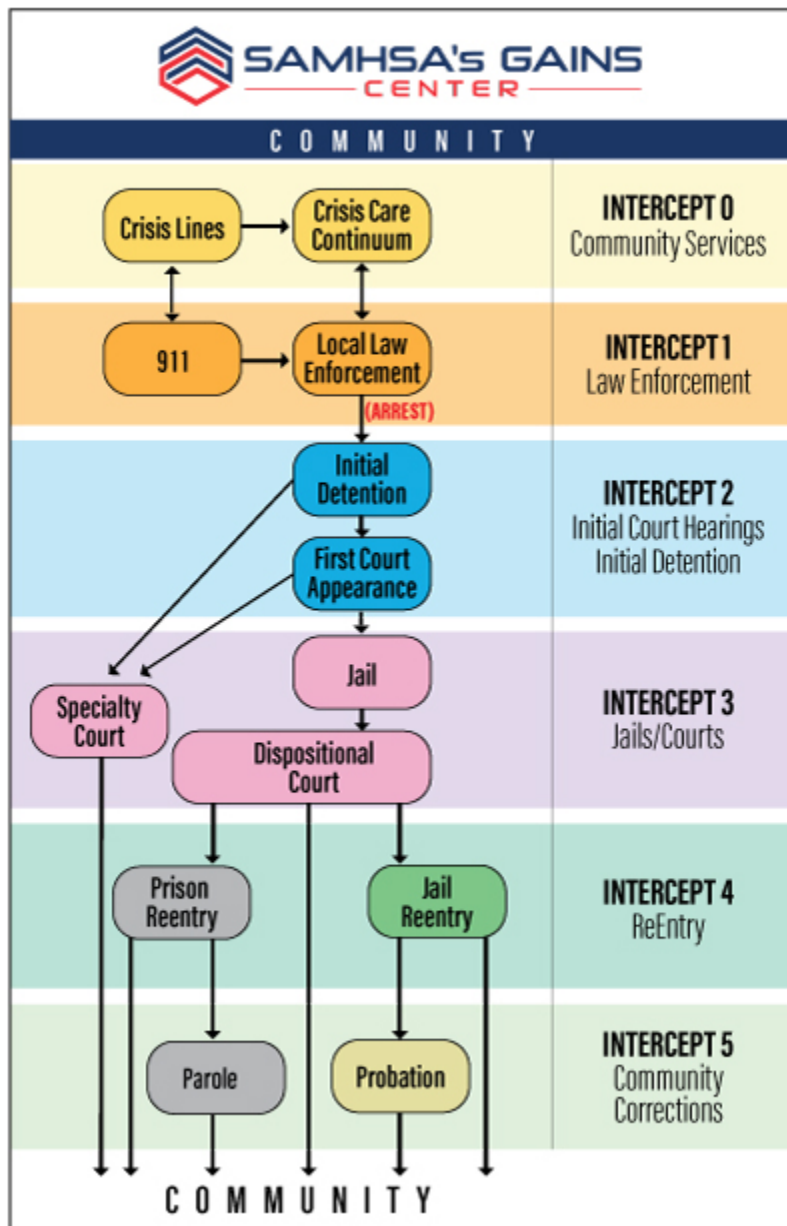 SAMHSA's GAINS
CENTER
COMMUNITY
Crisis Lines
Crisis Care
Continuum
INTERCEPT 0
Community Services
911
Local Law
Enforcement
INTERCEPT 1
Law Enforcement
(ARREST)
Initial
Detention
First Court
Appearance
INTERCEPT 2
Initial Court Hearings
Initial Detention
Jail
Specialty
Court
Dispositional
Court
INTERCEPT 3
Jails/Courts
Prison
Reentry
Jail
Reentry
INTERCEPT 4
ReEntry
Parole
Probation
INTERCEPT 5
Community
Corrections
COMMUNITY